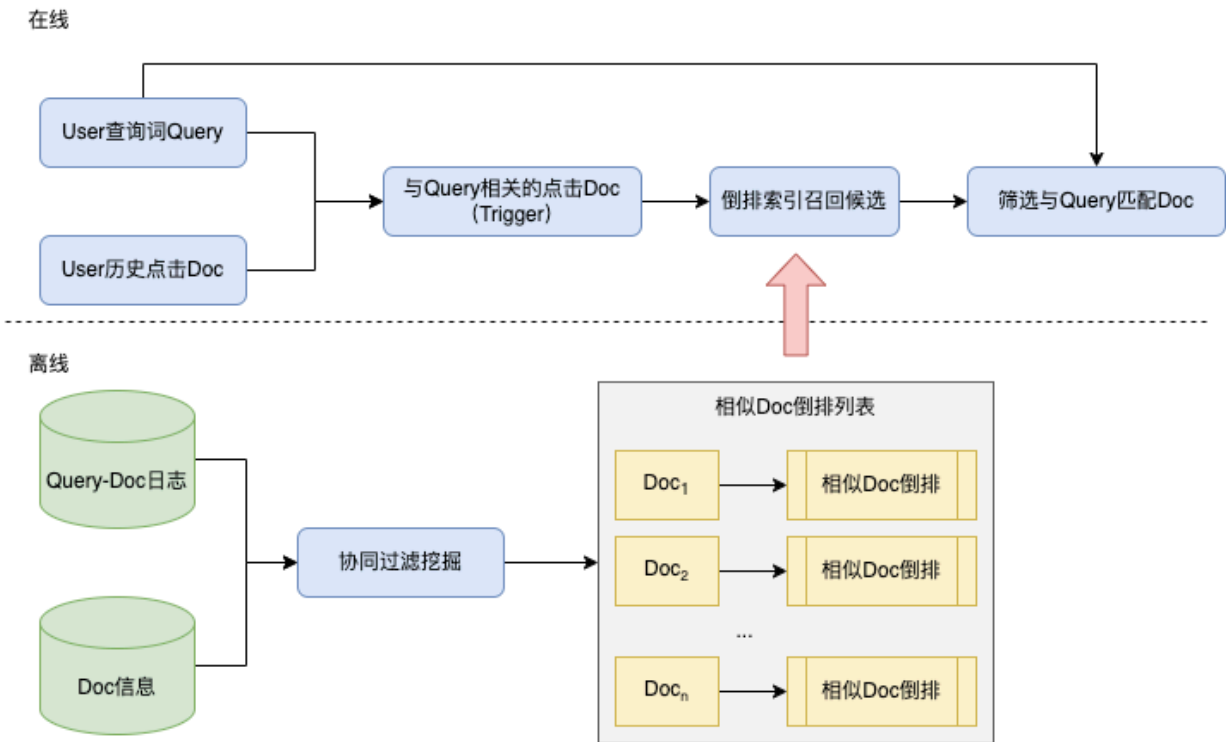 在线
User查询词Query
User历史点击Doc
与Query相关的点击Doc
（Trigger）
倒排索引召回候选
筛选与Query匹配Doc
离线
Query-Doc日志
Doc信息
协同过滤挖掘
相似Doc倒排列表
Doc1
相似Doc倒排
Doc2
相似Doc倒排
...
Docn
相似Doc倒排